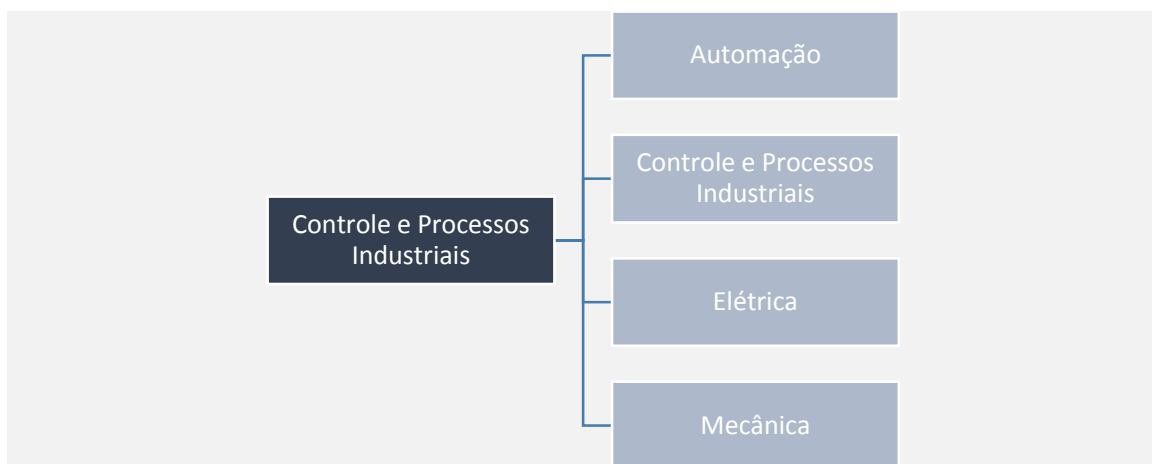 Automação
Controle e Processos
Industriais
Controle e Processos
Industriais
Elétrica
Mecânica